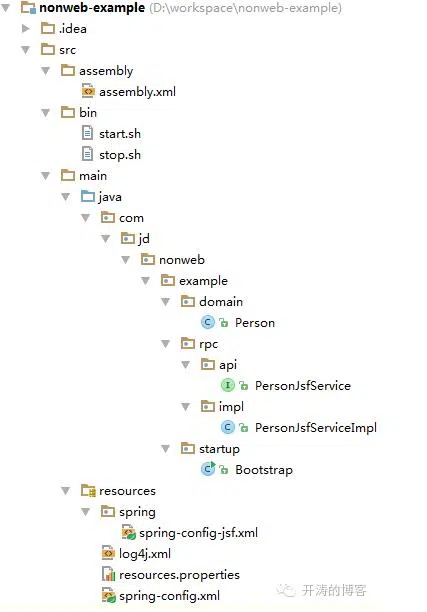 nonweb-example (D:\workspace\nonweb-example)
.idea
src
assembly
assembly.xml
bin
start.sh
stop.sh
main
java
com
jd
nonweb
example
domain
Person
rpc
api
PersonJsfService
impl
PersonJsfServiceImpl
startup
Bootstrap
resources
spring
spring-config-jsf.xml
log4j.xml
resources.properties
spring-config.xml
开涛的博客